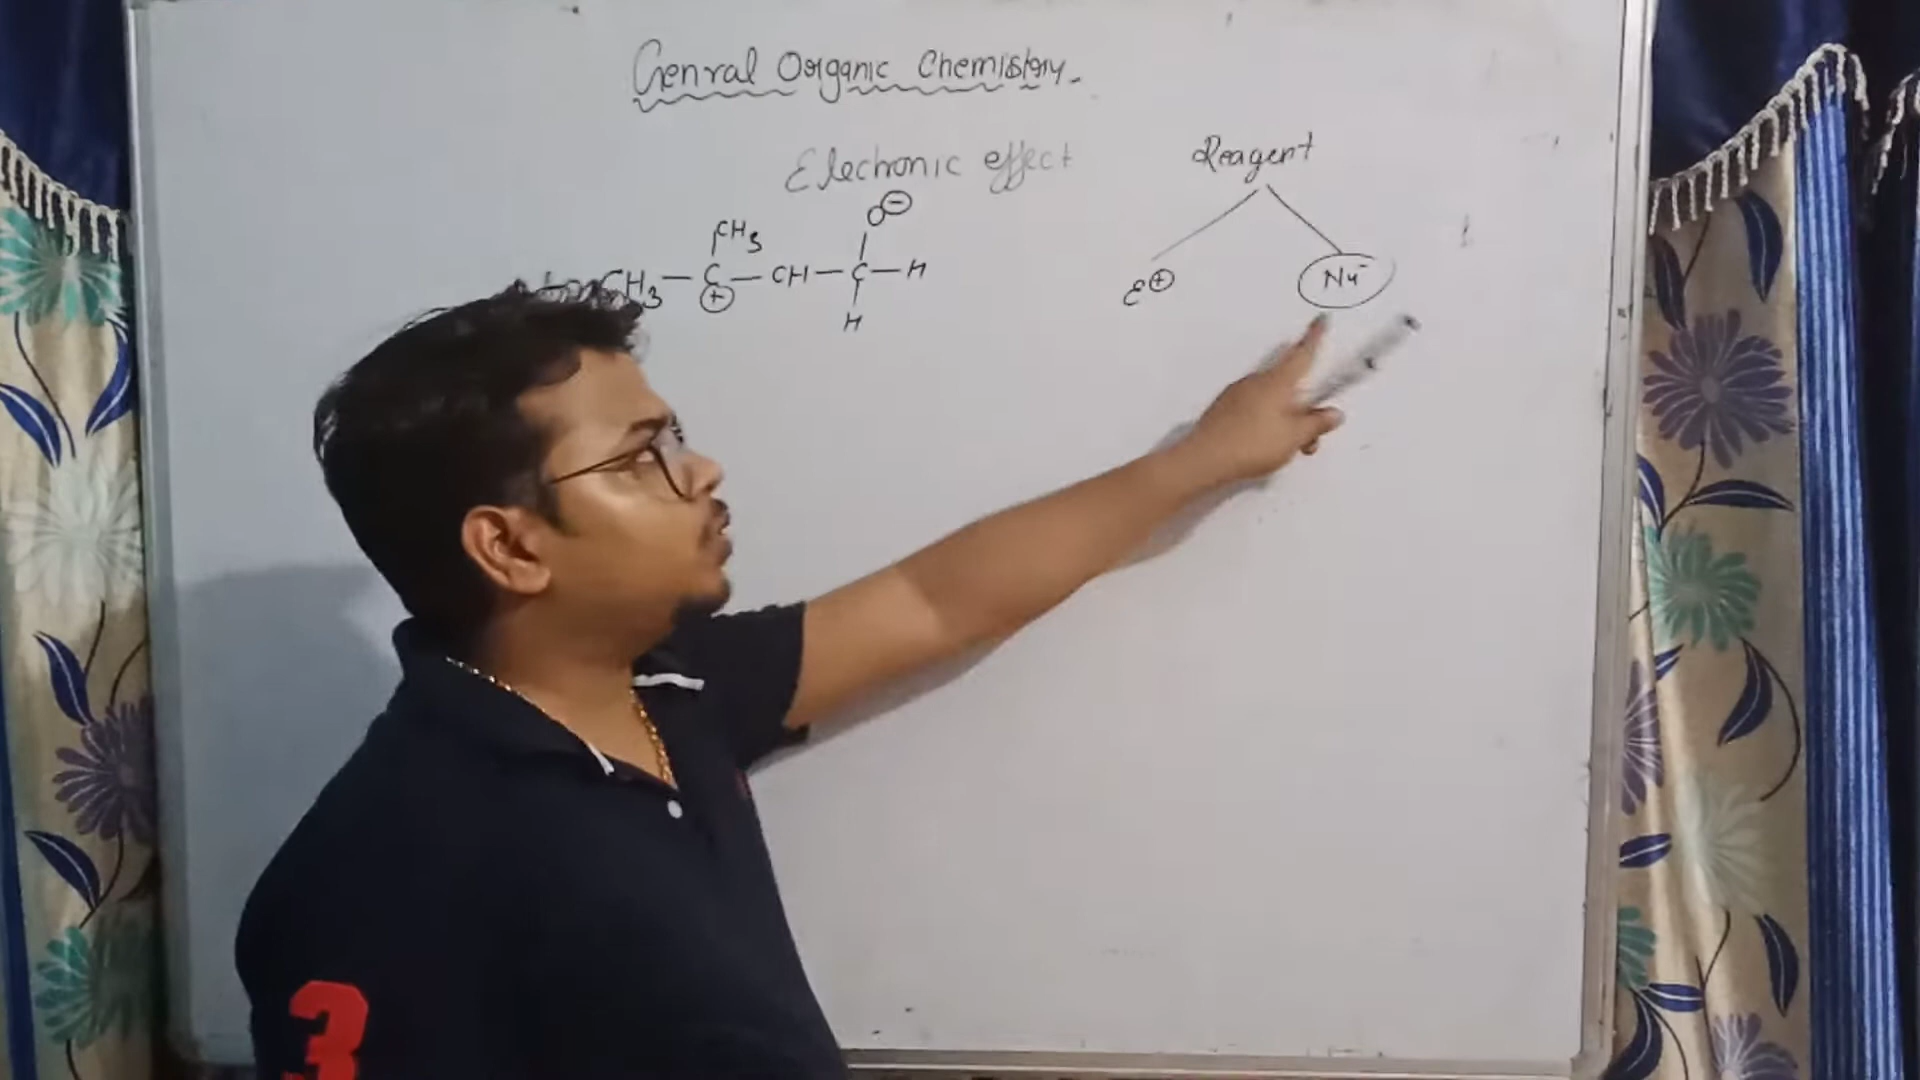 Genral Organic Chemistry
Electronic effect
Reagent
O⊖
CH3
CH3 — C — CH — C — H
⊕
H
E⊕
Nu⁻
3